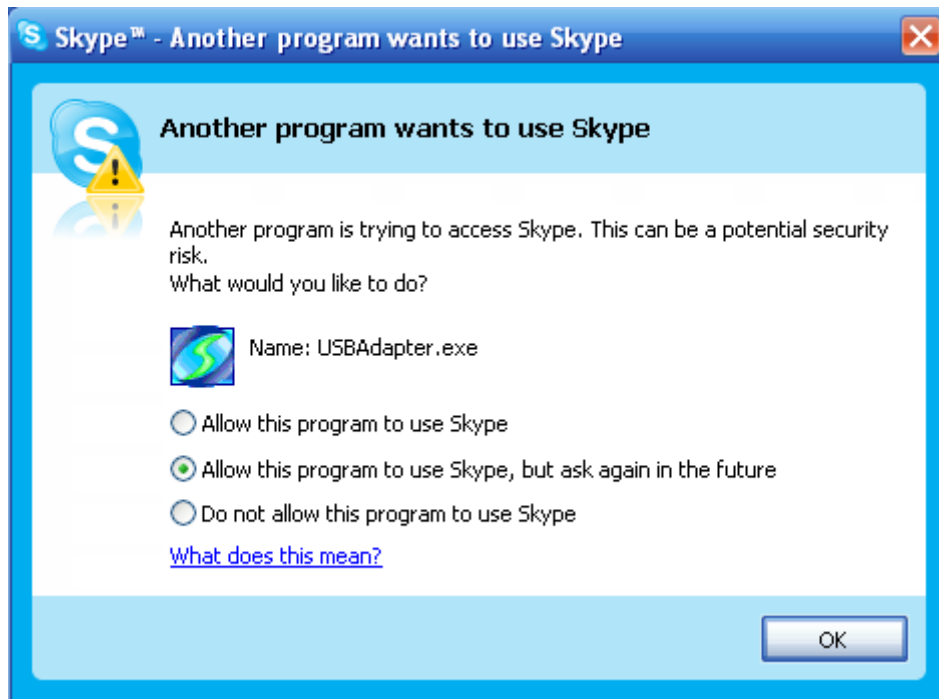 Skype™ - Another program wants to use Skype
Another program wants to use Skype
Another program is trying to access Skype. This can be a potential security
risk.
What would you like to do?
Name: USBAdapter.exe
Allow this program to use Skype
Allow this program to use Skype, but ask again in the future
Do not allow this program to use Skype
What does this mean?
OK